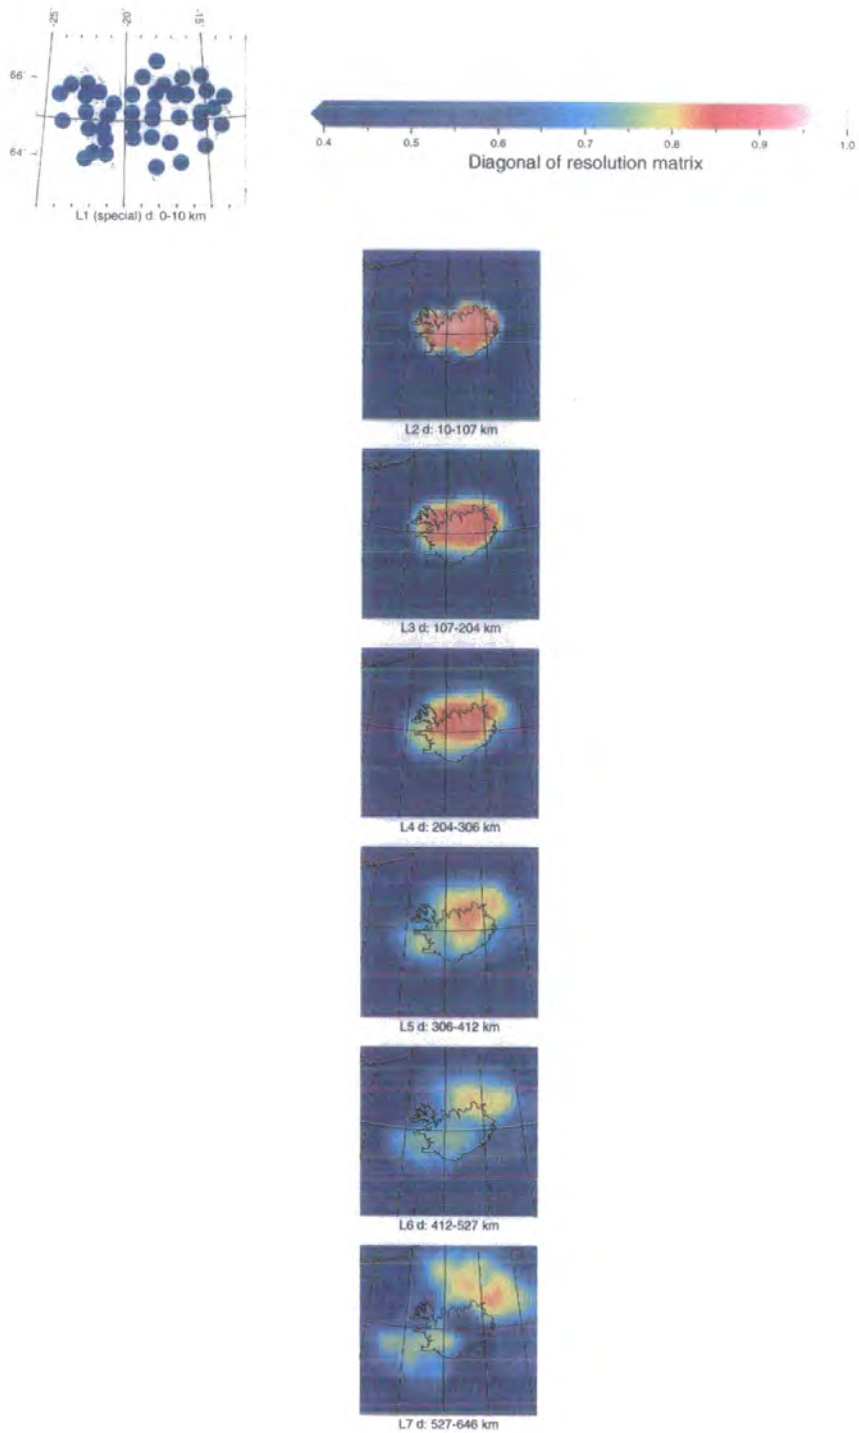 -25˚ -20˚ -15˚
66˚
64˚
L1 (special) d: 0-10 km
0.4 0.5 0.6 0.7 0.8 0.9 1.0
Diagonal of resolution matrix
L2 d: 10-107 km
L3 d: 107-204 km
L4 d: 204-306 km
L5 d: 306-412 km
L6 d: 412-527 km
L7 d: 527-646 km